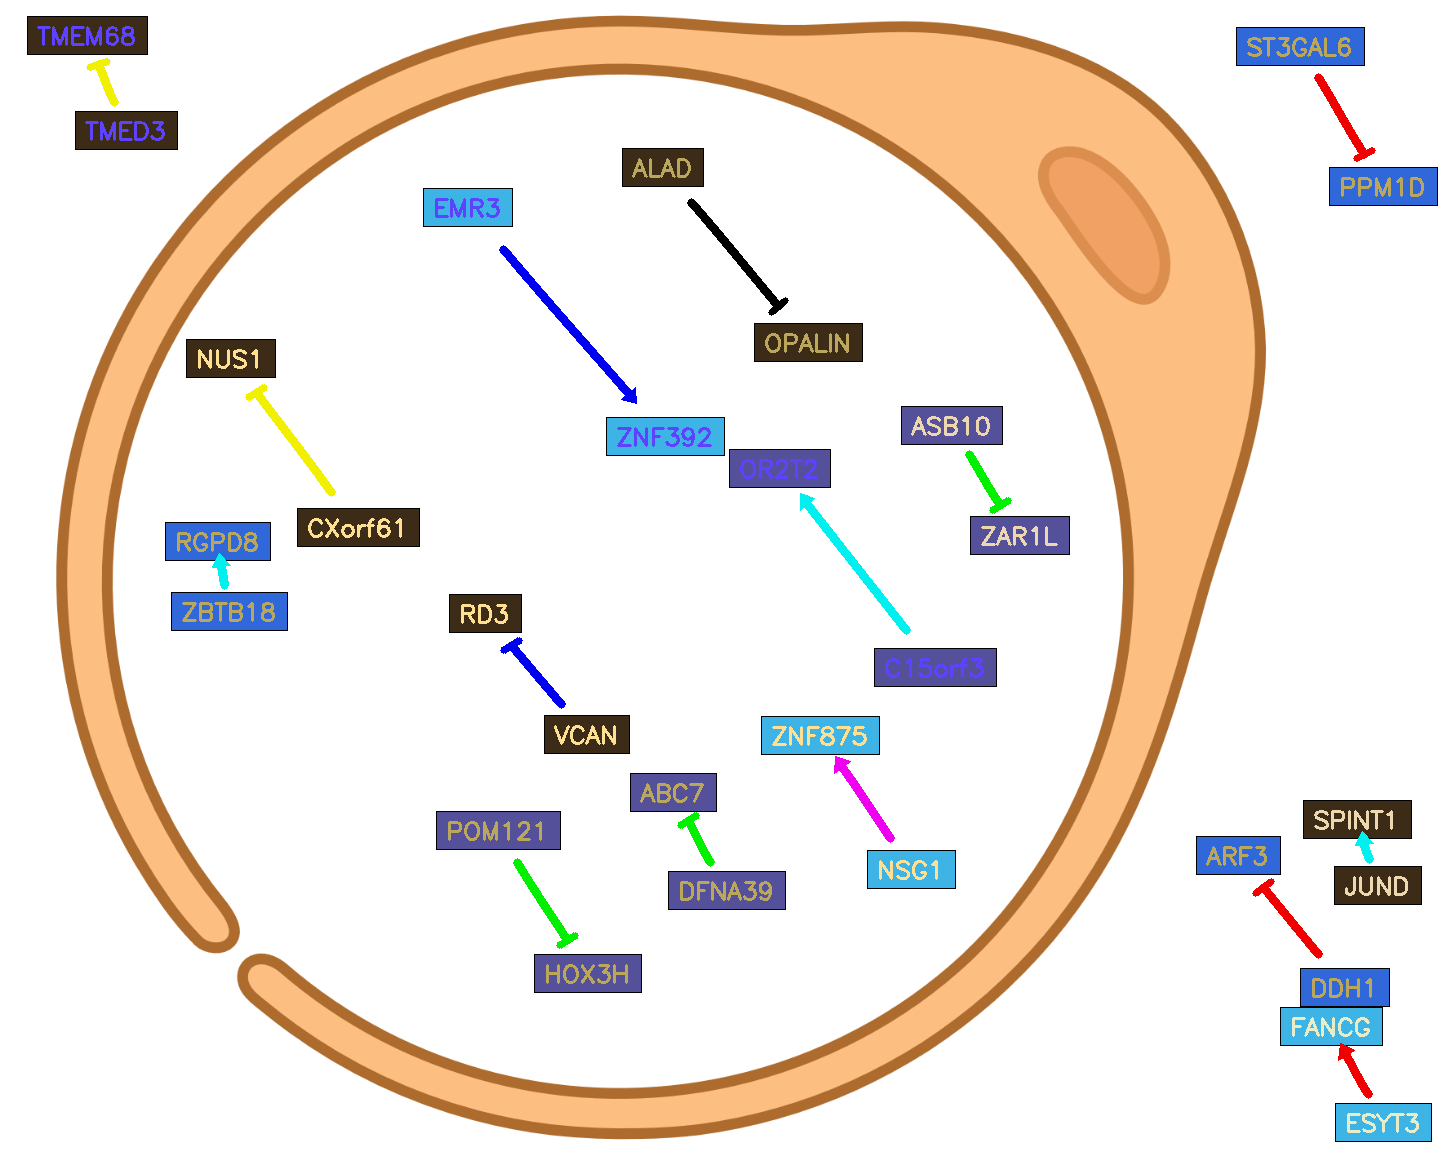 TMEM68
ST3GAL6
TMED3
ALAD
PPM1D
EMR3
OPALIN
NUS1
ASB10
ZNF392
OR2T2
CXorf61
ZAR1L
RGPD8
ZBTB18
RD3
C15orf3
VCAN
ZNF875
ABC7
SPINT1
POM121
ARF3
NSG1
DFNA39
JUND
HOX3H
DDH1
FANCG
ESYT3